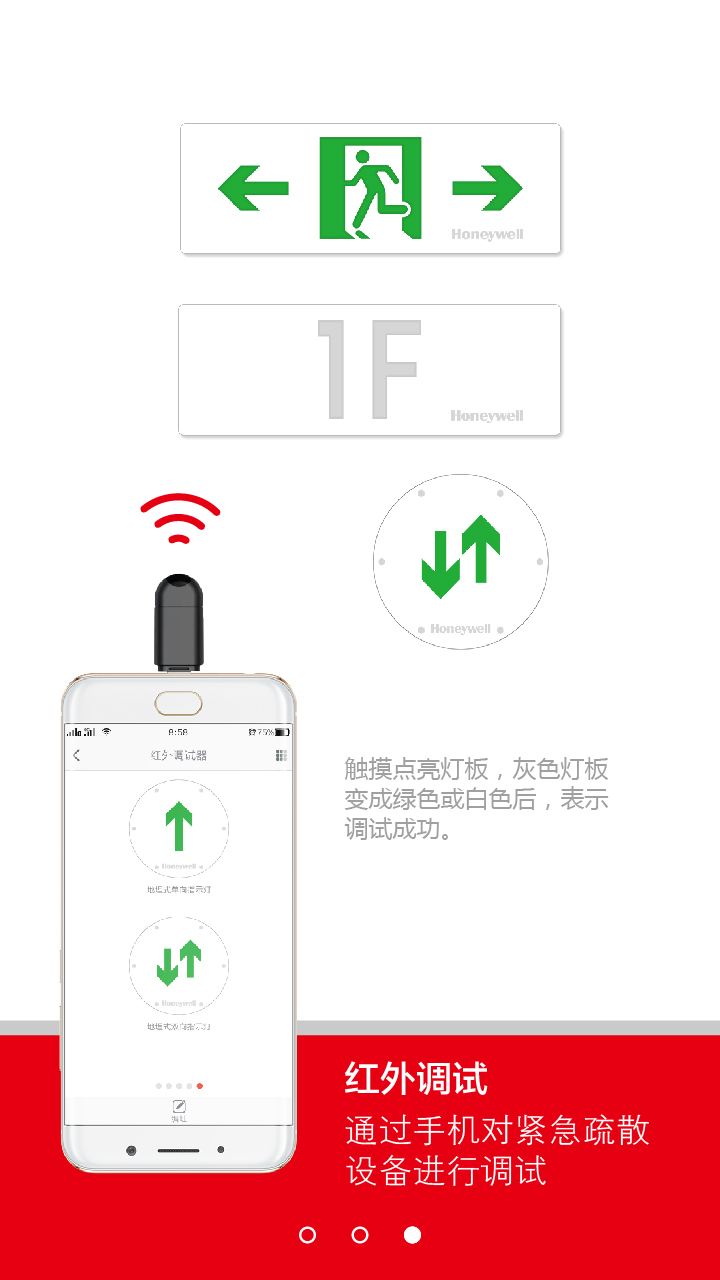 Honeywell
1F
Honeywell
Honeywell
9:58
75%
红外调试器
Honeywell
地埋式单向指示灯
Honeywell
地埋式双向指示灯
编址
触摸点亮灯板，灰色灯板
变成绿色或白色后，表示
调试成功。
红外调试
通过手机对紧急疏散
设备进行调试